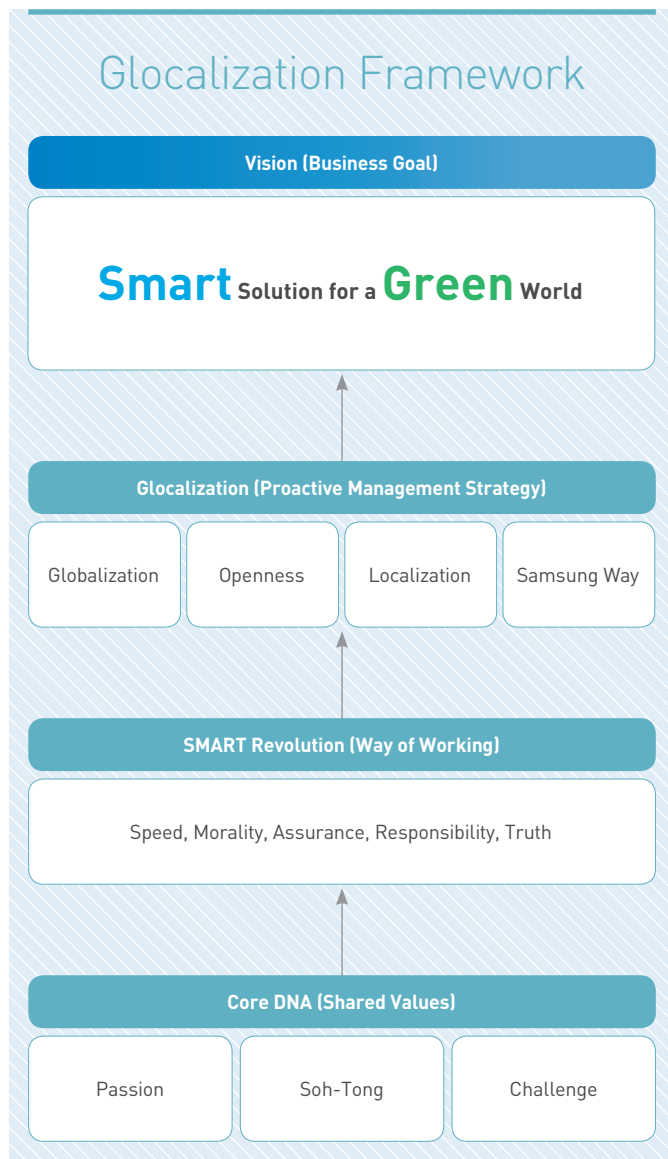 Glocalization Framework
Vision (Business Goal)
Smart Solution for a Green World
Glocalization (Proactive Management Strategy)
Globalization
Openness
Localization
Samsung Way
SMART Revolution (Way of Working)
Speed, Morality, Assurance, Responsibility, Truth
Core DNA (Shared Values)
Passion
Soh-Tong
Challenge